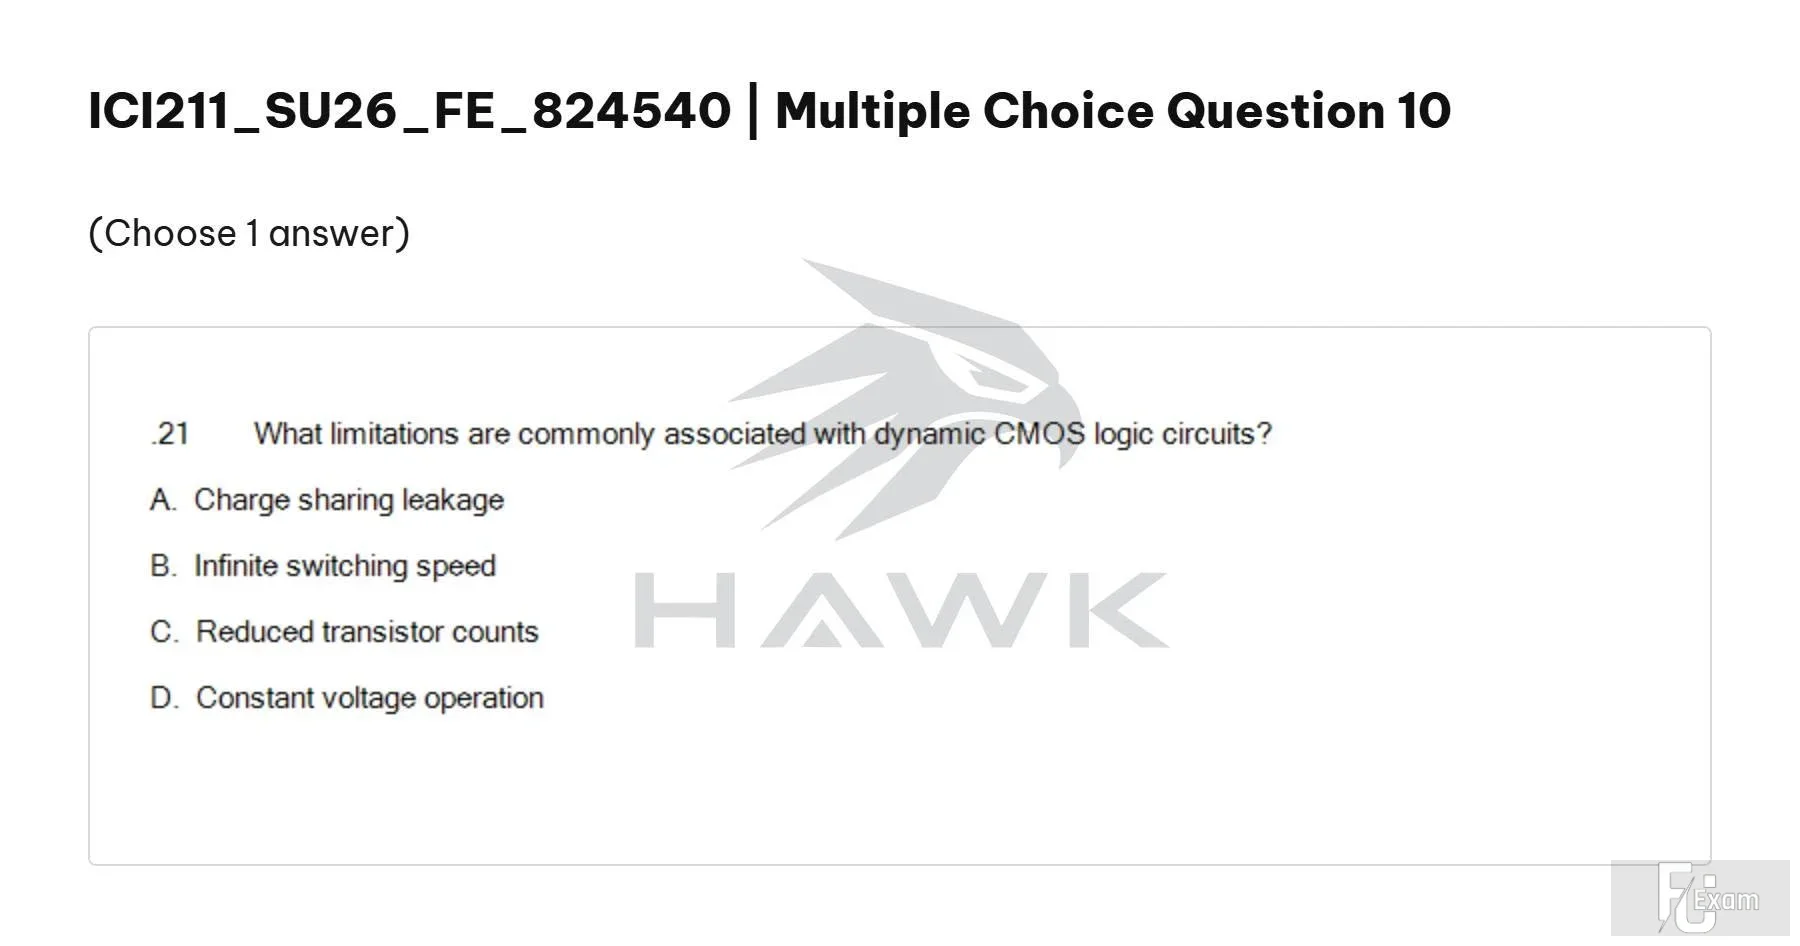 ICI211_SU26_FE_824540 | Multiple Choice Question 10
(Choose 1 answer)
.21 What limitations are commonly associated with dynamic CMOS logic circuits?
A. Charge sharing leakage
B. Infinite switching speed
C. Reduced transistor counts
D. Constant voltage operation
HAWK
FU Exam